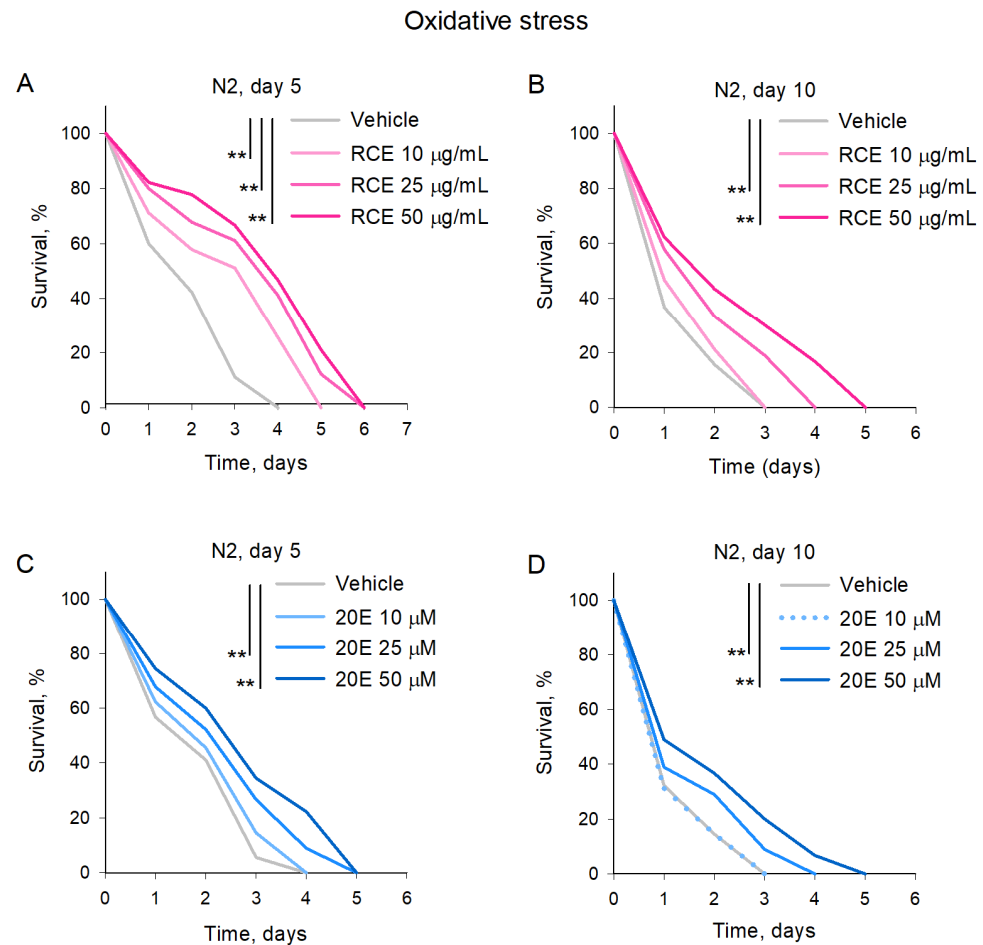 Oxidative stress
A
N2, day 5
Vehicle
RCE 10 μg/mL
RCE 25 μg/mL
RCE 50 μg/mL
**
**
**
Survival, %
100
80
60
40
20
0
0 1 2 3 4 5 6 7
Time, days
B
N2, day 10
Vehicle
RCE 10 μg/mL
RCE 25 μg/mL
RCE 50 μg/mL
**
**
Survival, %
100
80
60
40
20
0
0 1 2 3 4 5 6
Time (days)
C
N2, day 5
Vehicle
20E 10 μM
20E 25 μM
20E 50 μM
**
**
Survival, %
100
80
60
40
20
0
0 1 2 3 4 5 6
Time, days
D
N2, day 10
Vehicle
20E 10 μM
20E 25 μM
20E 50 μM
**
**
Survival, %
100
80
60
40
20
0
0 1 2 3 4 5 6
Time, days